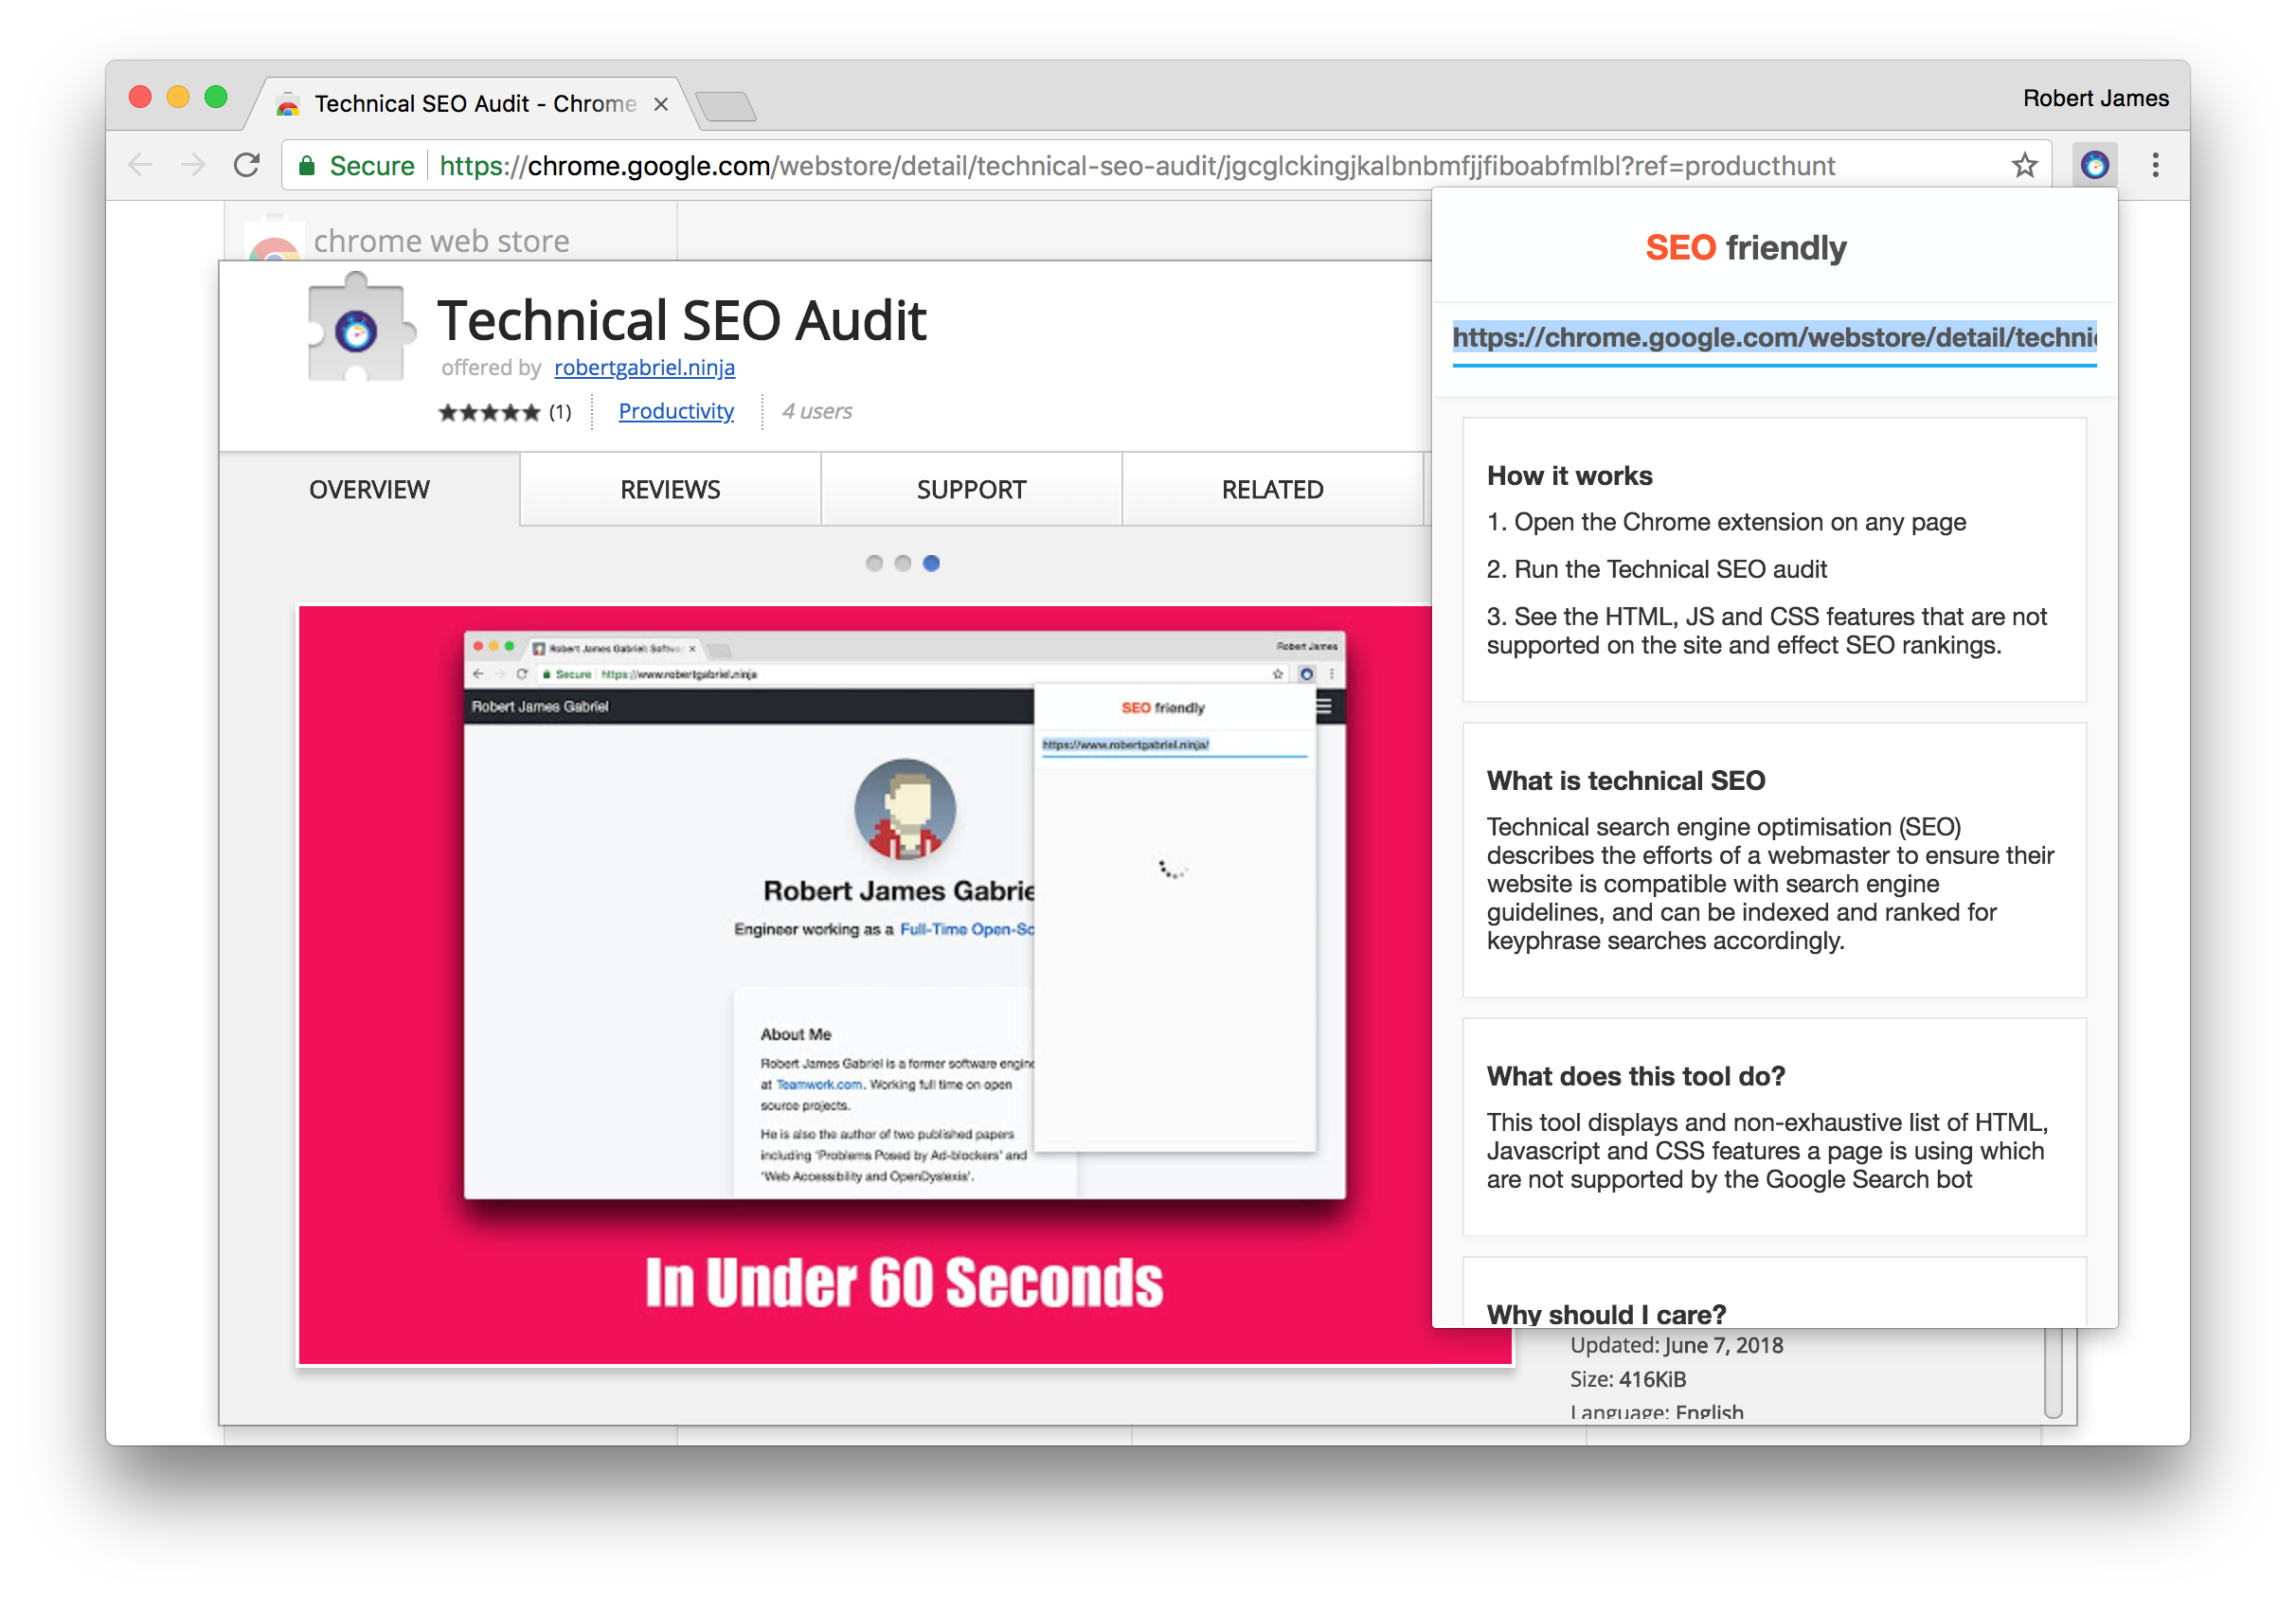 Technical SEO Audit - Chrome
Robert James
Secure
https://chrome.google.com/webstore/detail/technical-seo-audit/jgcglckingjkalbnbmfjjfiboabfmlbl?ref=producthunt
chrome web store
Technical SEO Audit
offered by robertgabriel.ninja
(1)
Productivity
4 users
OVERVIEW
REVIEWS
SUPPORT
RELATED
Robert James Gabriel: Softwa
Robert James
Secure https://www.robertgabriel.ninja
Robert James Gabriel
SEO friendly
https://www.robertgabriel.ninja/
Robert James Gabrie
Engineer working as a Full-Time Open-So
About Me
Robert James Gabriel is a former software engine
at Teamwork.com. Working full time on open
source projects.
He is also the author of two published papers
including 'Problems Posed by Ad-blockers' and
'Web Accessibility and OpenDyslexia'.
In Under 60 Seconds
SEO friendly
https://chrome.google.com/webstore/detail/technic
How it works
1. Open the Chrome extension on any page
2. Run the Technical SEO audit
3. See the HTML, JS and CSS features that are not
supported on the site and effect SEO rankings.
What is technical SEO
Technical search engine optimisation (SEO)
describes the efforts of a webmaster to ensure their
website is compatible with search engine
guidelines, and can be indexed and ranked for
keyphrase searches accordingly.
What does this tool do?
This tool displays and non-exhaustive list of HTML,
Javascript and CSS features a page is using which
are not supported by the Google Search bot
Why should I care?
Updated: June 7, 2018
Size: 416KiB
Language: English